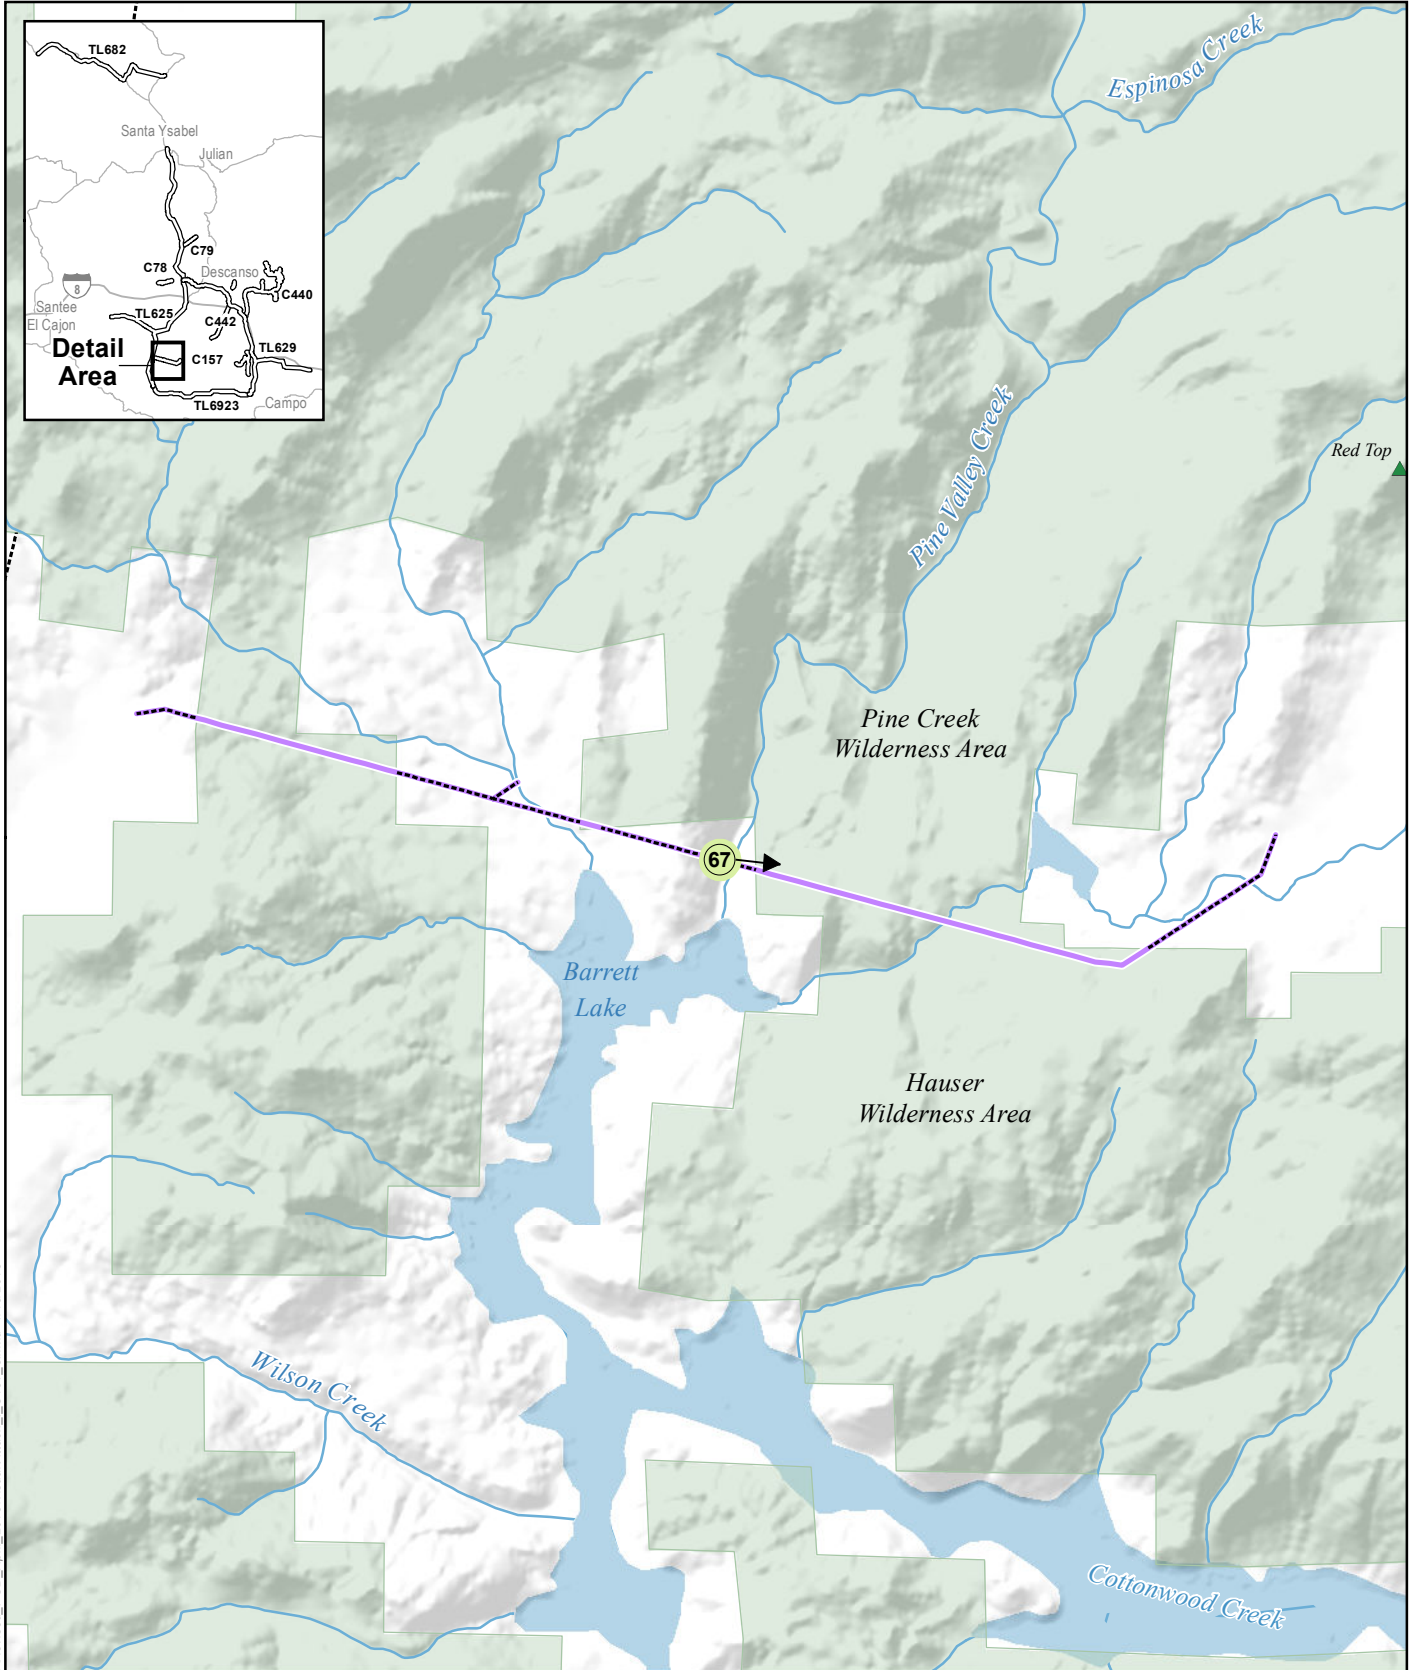 TL682
Santa Ysabel
Julian
C79
C78
Descanso
8
C440
Santee
El Cajon
TL625
C442
Detail
Area
C157
TL629
TL6923
Campo
Espinosa Creek
Pine Valley Creek
Red Top
Pine Creek
Wilderness Area
67
Barrett
Lake
Hauser
Wilderness Area
Wilson Creek
Cottonwood Creek